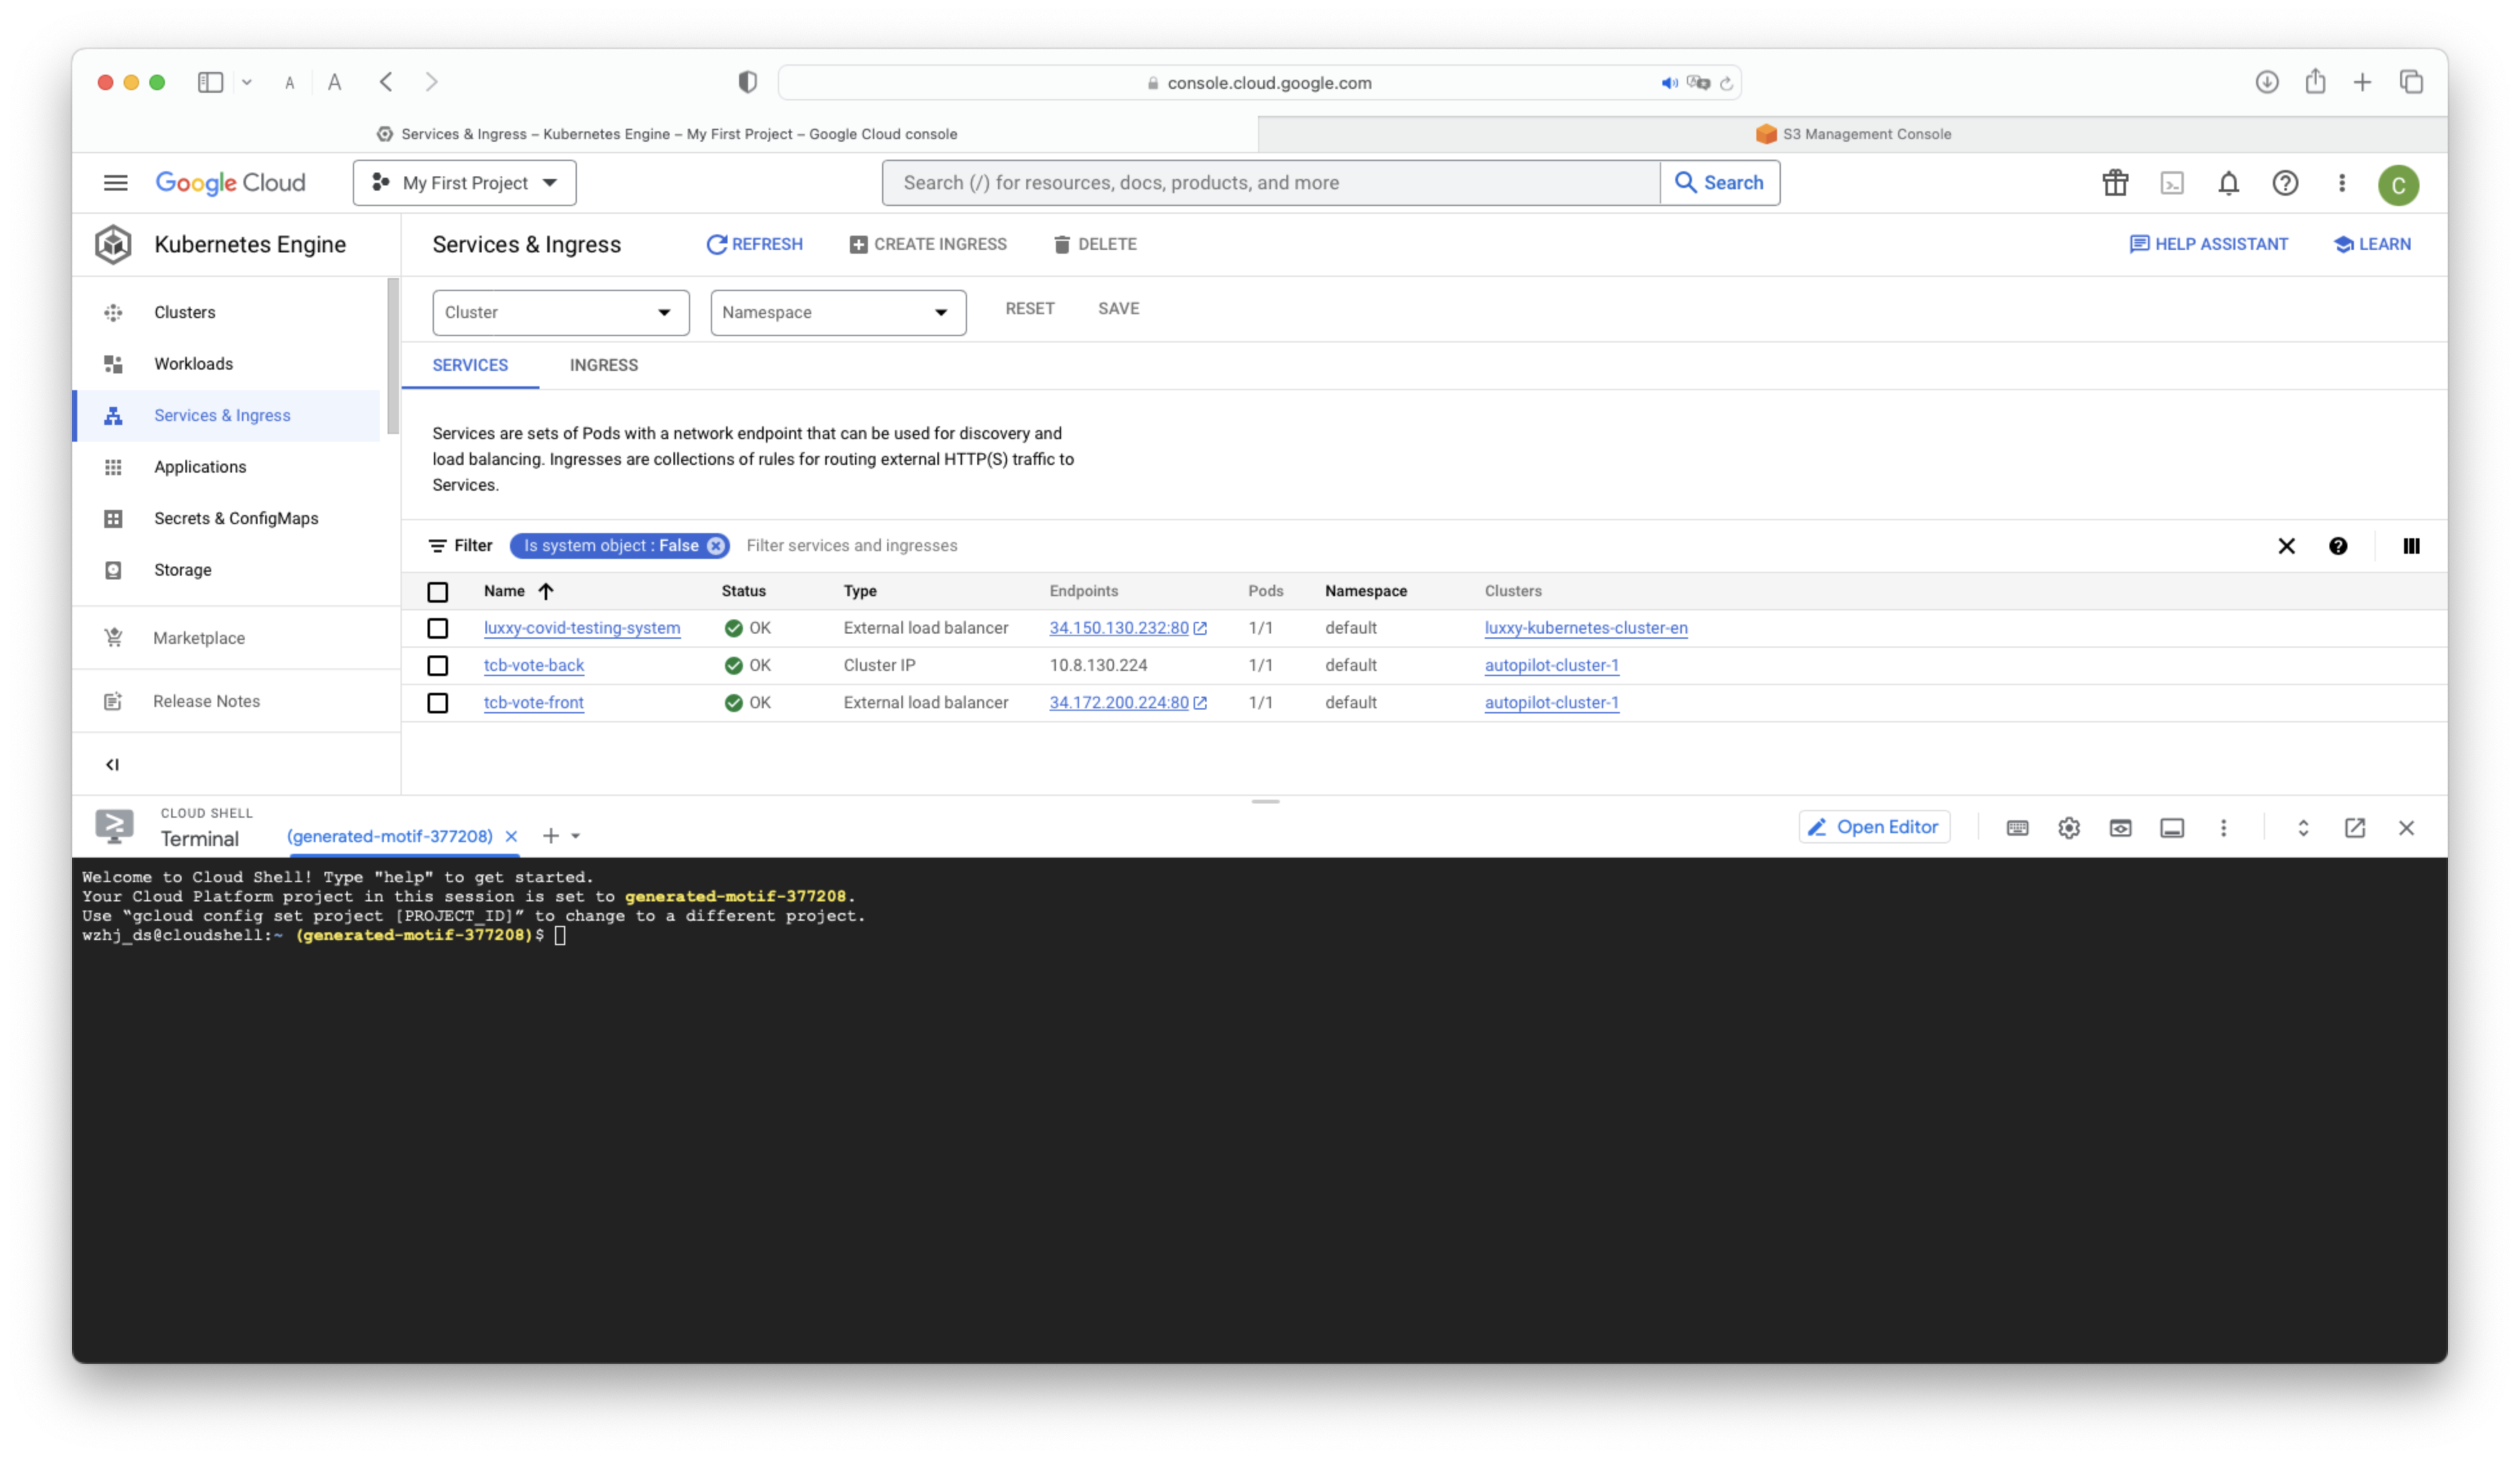 A A console.cloud.google.com
Services & Ingress – Kubernetes Engine – My First Project – Google Cloud console S3 Management Console
Google Cloud My First Project Search (/) for resources, docs, products, and more Search C
Kubernetes Engine Services & Ingress REFRESH CREATE INGRESS DELETE HELP ASSISTANT LEARN
Clusters
Workloads
Services & Ingress
Applications
Secrets & ConfigMaps
Storage
Marketplace
Release Notes
Cluster Namespace RESET SAVE
SERVICES INGRESS
Services are sets of Pods with a network endpoint that can be used for discovery and
load balancing. Ingresses are collections of rules for routing external HTTP(S) traffic to
Services.
Filter Is system object : False Filter services and ingresses
Name Status Type Endpoints Pods Namespace Clusters
luxxy-covid-testing-system OK External load balancer 34.150.130.232:80 1/1 default luxxy-kubernetes-cluster-en
tcb-vote-back OK Cluster IP 10.8.130.224 1/1 default autopilot-cluster-1
tcb-vote-front OK External load balancer 34.172.200.224:80 1/1 default autopilot-cluster-1
CLOUD SHELL
Terminal (generated-motif-377208) Open Editor
Welcome to Cloud Shell! Type "help" to get started.
Your Cloud Platform project in this session is set to generated-motif-377208.
Use “gcloud config set project [PROJECT_ID]” to change to a different project.
wzhj_ds@cloudshell:~ (generated-motif-377208)$